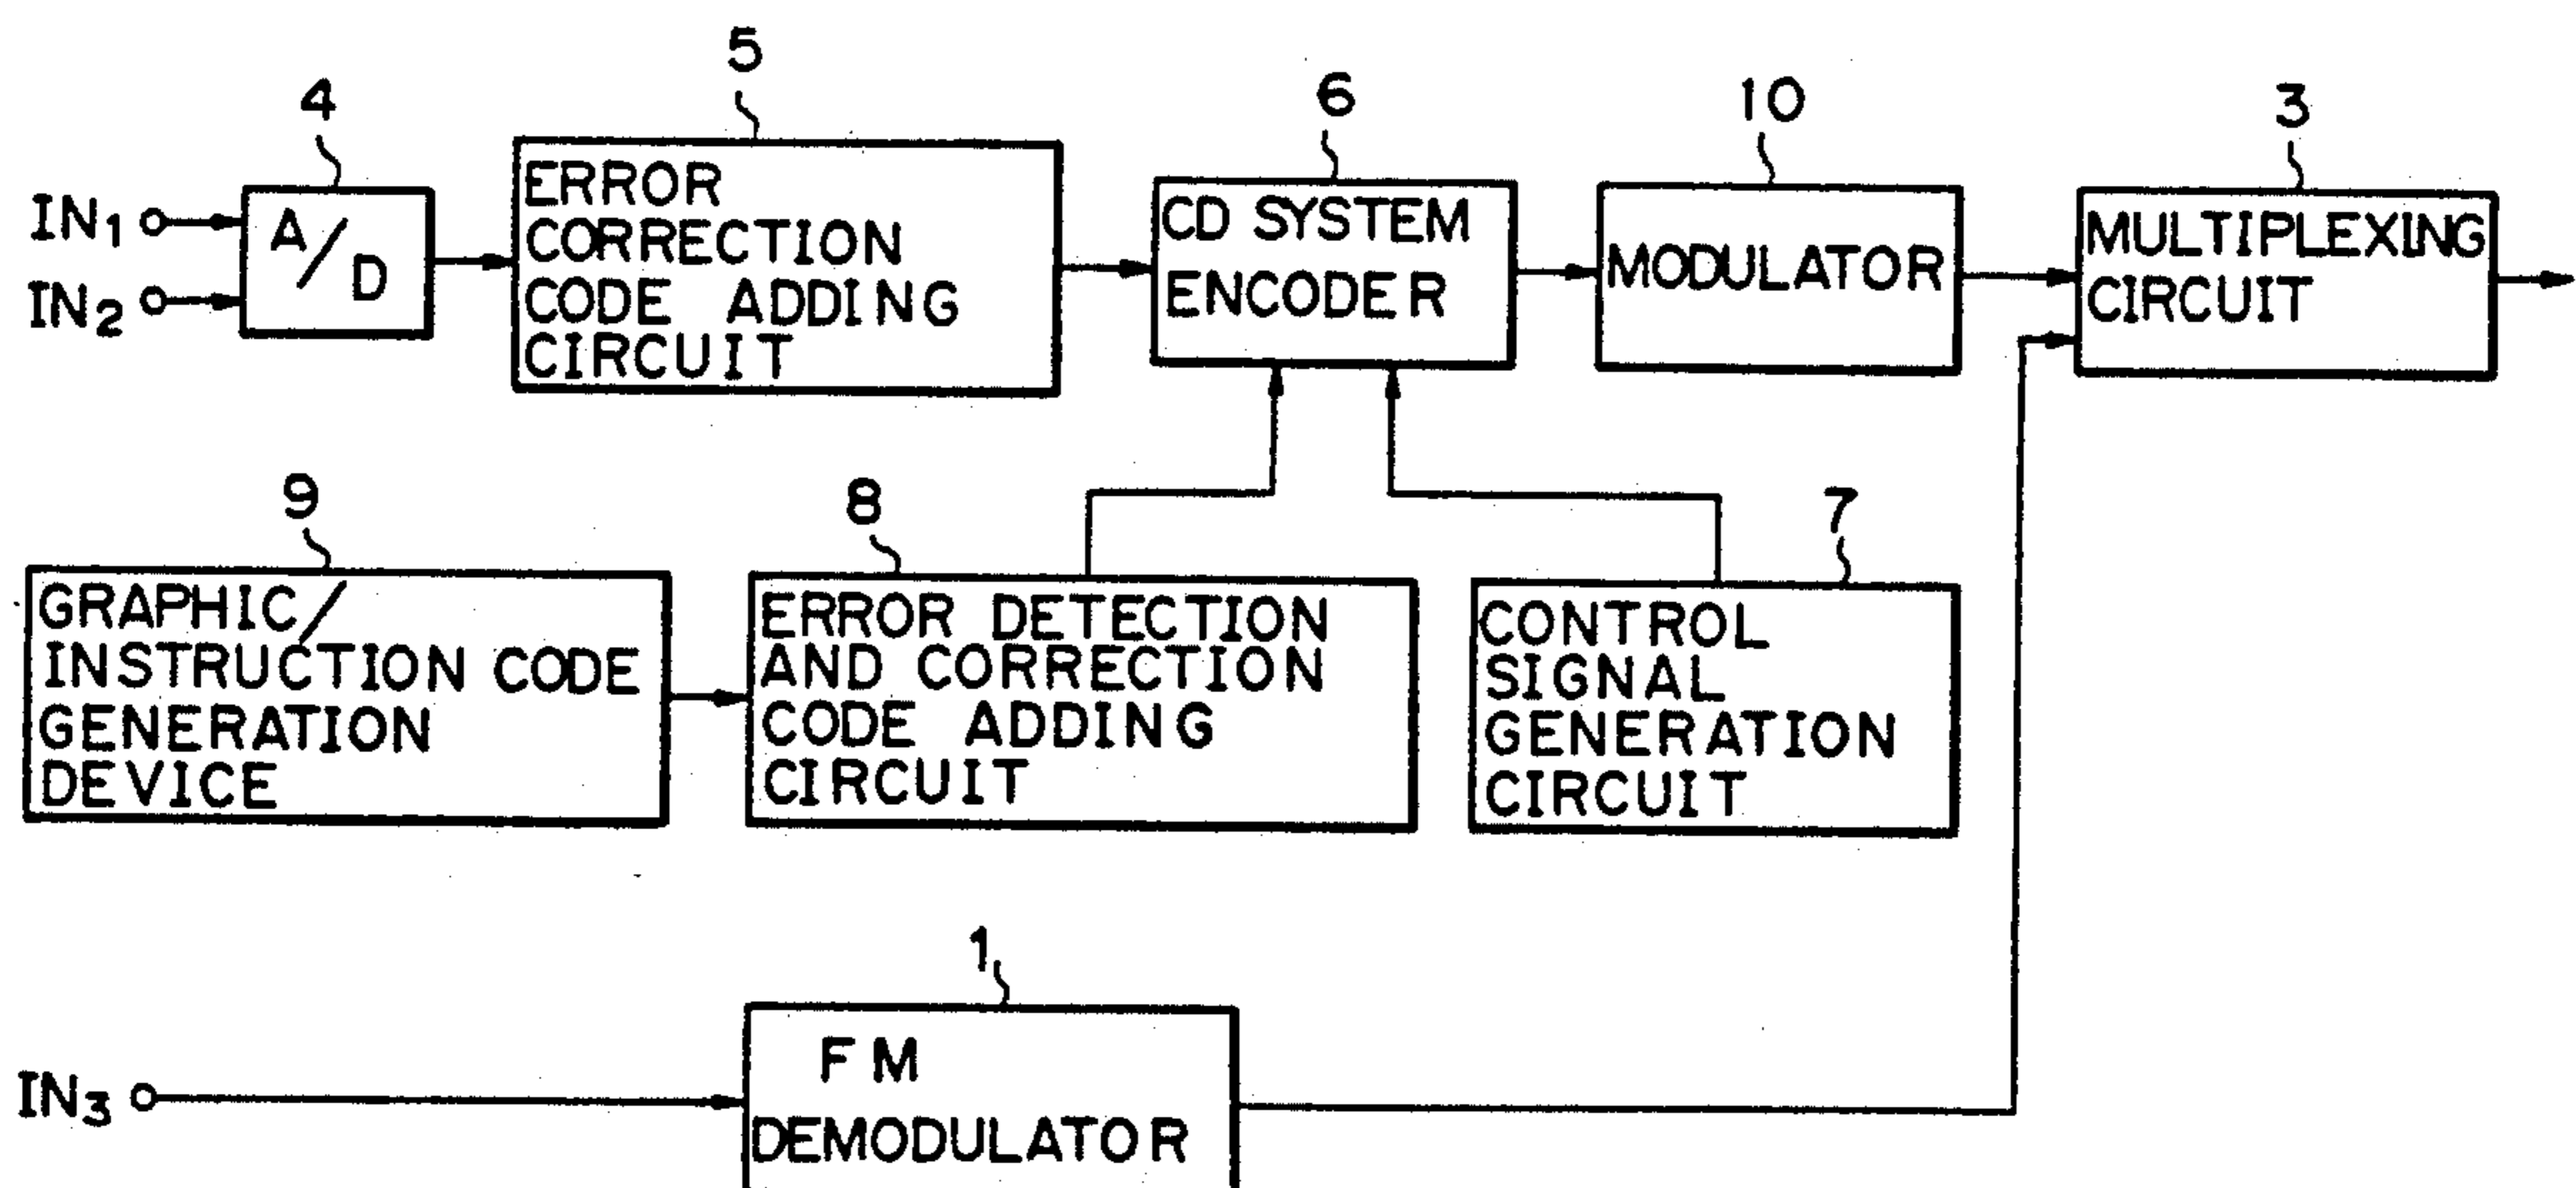 5
4
6
10
3
IN1
IN2
A/D
ERROR
CORRECTION
CODE ADDING
CIRCUIT
CD SYSTEM
ENCODER
MODULATOR
MULTIPLEXING
CIRCUIT
9
8
7
GRAPHIC/
INSTRUCTION CODE
GENERATION
DEVICE
ERROR DETECTION
AND CORRECTION
CODE ADDING
CIRCUIT
CONTROL
SIGNAL
GENERATION
CIRCUIT
1
IN3
FM
DEMODULATOR